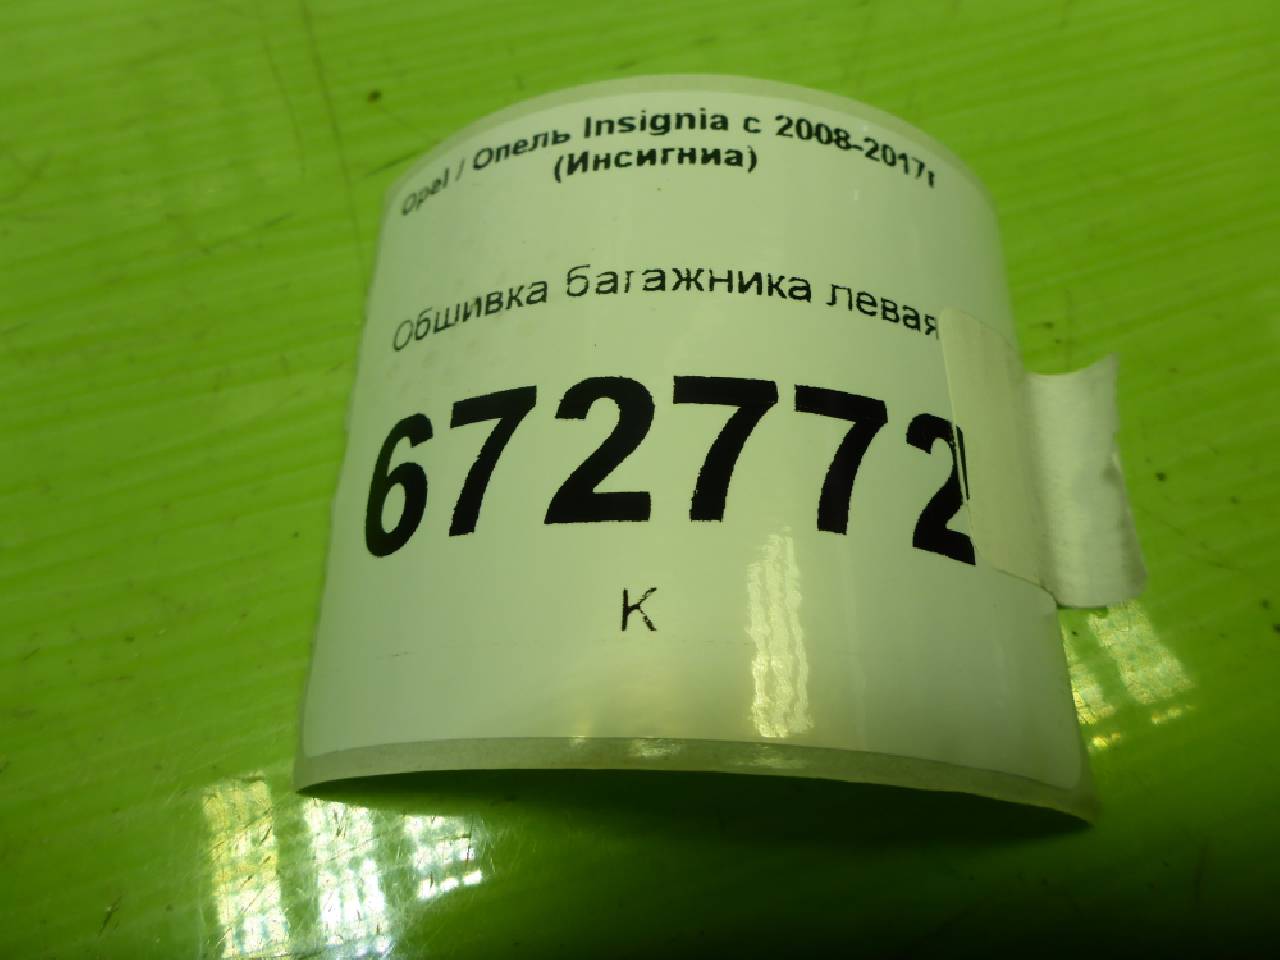 Opel / Опель Insignia с 2008-2017г
(Инсигниа)
Обшивка багажника левая
672772
К